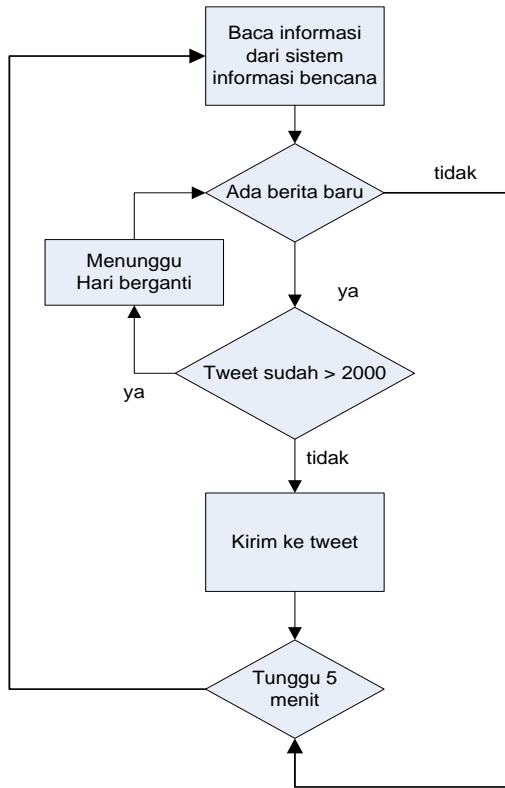 Baca informasi
dari sistem
informasi bencana
tidak
Ada berita baru
Menunggu
Hari berganti
ya
Tweet sudah > 2000
ya
tidak
Kirim ke tweet
Tunggu 5
menit